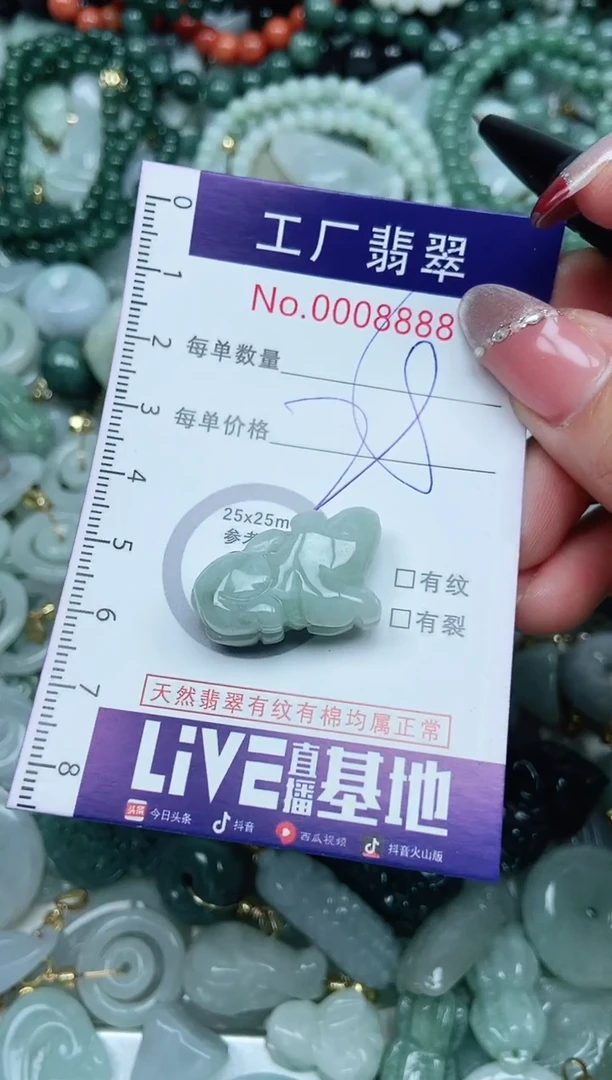 0
工厂翡翠
No.0008888
1
每单数量
2
每单价格
3
4
25x25m
参考
5
□有纹
6
□有裂
7
天然翡翠有纹有棉均属正常
8
LiVE直播基地
头条 今日头条 抖音 西瓜视频 抖音火山版